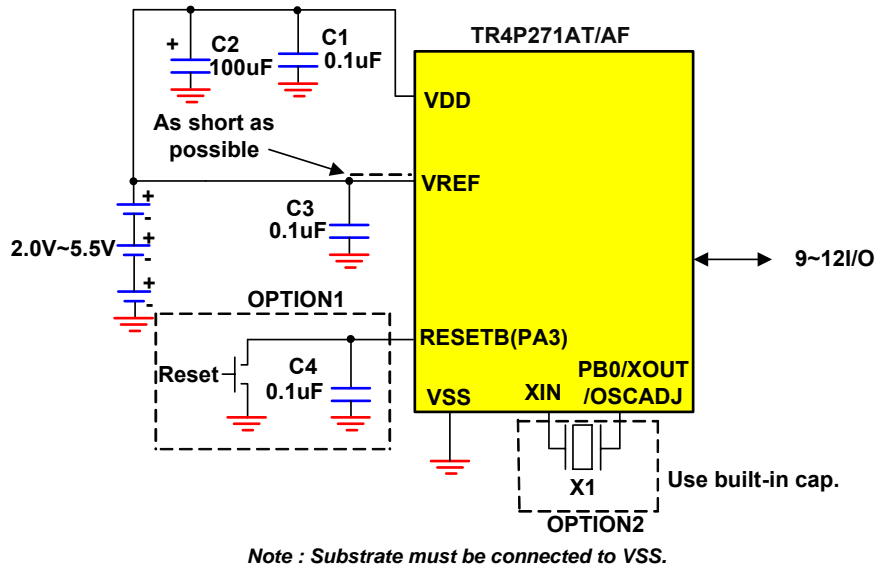 TR4P271AT/AF
+
C2
100uF
C1
0.1uF
VDD
As short as
possible
VREF
C3
0.1uF
+
-
+
-
+
-
2.0V~5.5V
9~12I/O
OPTION1
RESETB(PA3)
Reset
C4
0.1uF
PB0/XOUT
/OSCADJ
XIN
VSS
X1
Use built-in cap.
OPTION2
Note : Substrate must be connected to VSS.